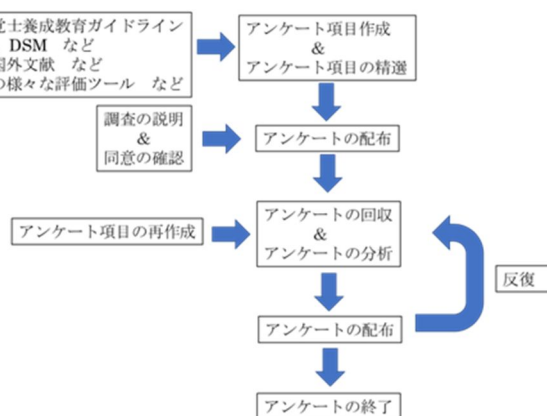 覚士養成教育ガイドライン
DSM など
国外文献 など
の様々な評価ツール など
アンケート項目作成
&
アンケート項目の精選
調査の説明
&
同意の確認
アンケートの配布
アンケートの回収
&
アンケートの分析
アンケート項目の再作成
反復
アンケートの配布
アンケートの終了